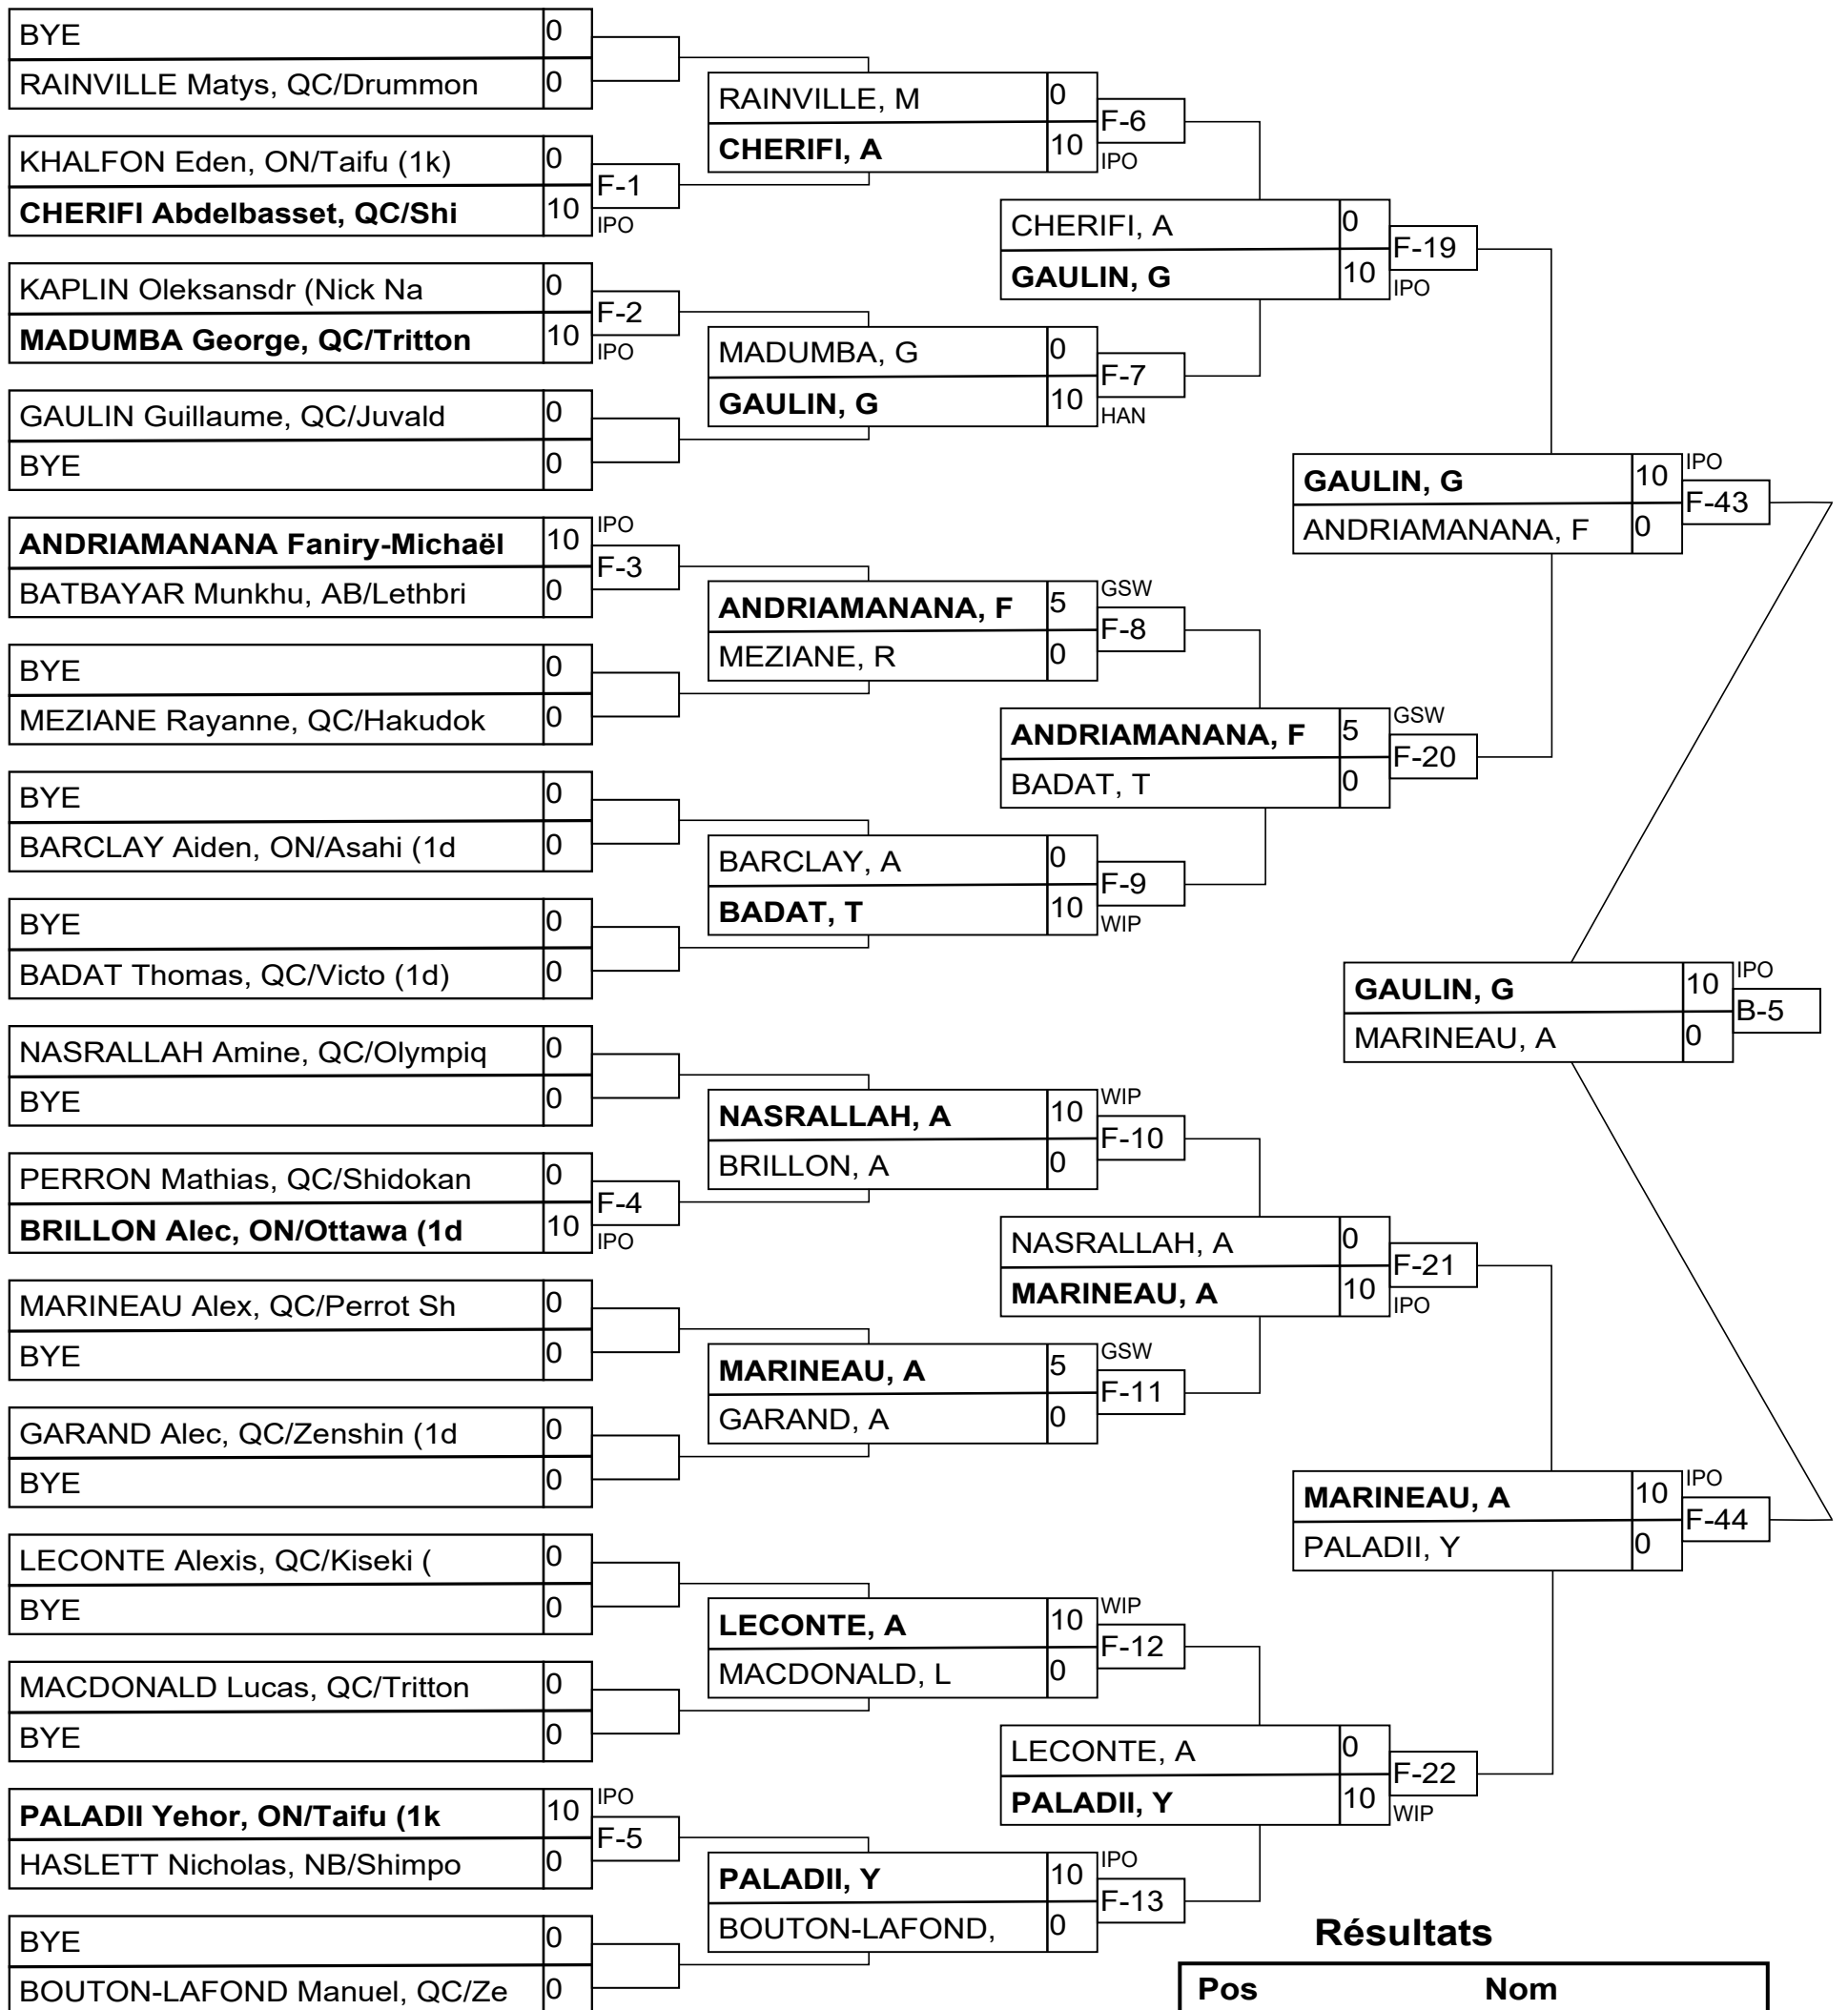 BYE 0
RAINVILLE Matys, QC/Drummon 0
KHALFON Eden, ON/Taifu (1k) 0
CHERIFI Abdelbasset, QC/Shi 10
F-1
IPO
KAPLIN Oleksansdr (Nick Na 0
MADUMBA George, QC/Tritton 10
F-2
IPO
GAULIN Guillaume, QC/Juvald 0
BYE 0
ANDRIAMANANA Faniry-Michaël 10
BATBAYAR Munkhu, AB/Lethbri 0
IPO
F-3
BYE 0
MEZIANE Rayanne, QC/Hakudok 0
BYE 0
BARCLAY Aiden, ON/Asahi (1d 0
BYE 0
BADAT Thomas, QC/Victo (1d) 0
NASRALLAH Amine, QC/Olympiq 0
BYE 0
PERRON Mathias, QC/Shidokan 0
BRILLON Alec, ON/Ottawa (1d 10
F-4
IPO
MARINEAU Alex, QC/Perrot Sh 0
BYE 0
GARAND Alec, QC/Zenshin (1d 0
BYE 0
LECONTE Alexis, QC/Kiseki ( 0
BYE 0
MACDONALD Lucas, QC/Tritton 0
BYE 0
PALADII Yehor, ON/Taifu (1k 10
HASLETT Nicholas, NB/Shimpo 0
IPO
F-5
BYE 0
BOUTON-LAFOND Manuel, QC/Ze 0
RAINVILLE, M 0
CHERIFI, A 10
F-6
IPO
MADUMBA, G 0
GAULIN, G 10
F-7
HAN
ANDRIAMANANA, F 5
MEZIANE, R 0
GSW
F-8
BARCLAY, A 0
BADAT, T 10
F-9
WIP
NASRALLAH, A 10
BRILLON, A 0
WIP
F-10
MARINEAU, A 5
GARAND, A 0
GSW
F-11
LECONTE, A 10
MACDONALD, L 0
WIP
F-12
PALADII, Y 10
BOUTON-LAFOND, 0
IPO
F-13
CHERIFI, A 0
GAULIN, G 10
F-19
IPO
ANDRIAMANANA, F 5
BADAT, T 0
GSW
F-20
NASRALLAH, A 0
MARINEAU, A 10
F-21
IPO
LECONTE, A 0
PALADII, Y 10
F-22
WIP
GAULIN, G 10
ANDRIAMANANA, F 0
IPO
F-43
MARINEAU, A 10
PALADII, Y 0
IPO
F-44
GAULIN, G 10
MARINEAU, A 0
IPO
B-5
Résultats
Pos Nom